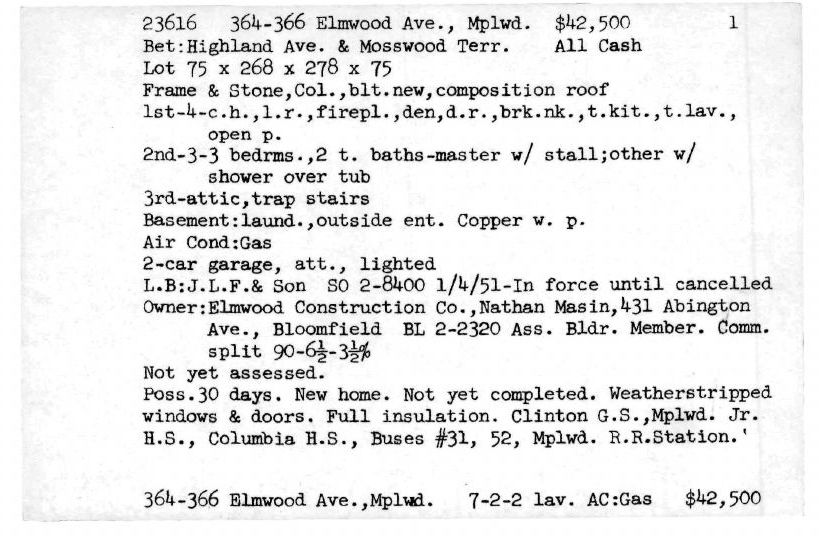 23616 364-366 Elmwood Ave., Mplwd. $42,500 1
Bet:Highland Ave. & Mosswood Terr. All Cash
Lot 75 x 268 x 278 x 75
Frame & Stone,Col.,blt.new,composition roof
1st-4-c.h.,l.r.,firepl.,den,d.r.,brk.nk.,t.kit.,t.lav.,
open p.
2nd-3-3 bedrms.,2 t. baths-master w/ stall;other w/
shower over tub
3rd-attic,trap stairs
Basement:laund.,outside ent. Copper w. p.
Air Cond:Gas
2-car garage, att., lighted
L.B:J.L.F.& Son SO 2-8400 1/4/51-In force until cancelled
Owner:Elmwood Construction Co.,Nathan Masin,431 Abington
Ave., Bloomfield BL 2-2320 Ass. Bldr. Member. Comm.
split 90-6½-3½%
Not yet assessed.
Poss.30 days. New home. Not yet completed. Weatherstripped
windows & doors. Full insulation. Clinton G.S.,Mplwd. Jr.
H.S., Columbia H.S., Buses #31, 52, Mplwd. R.R.Station.'
364-366 Elmwood Ave.,Mplwd. 7-2-2 lav. AC:Gas $42,500